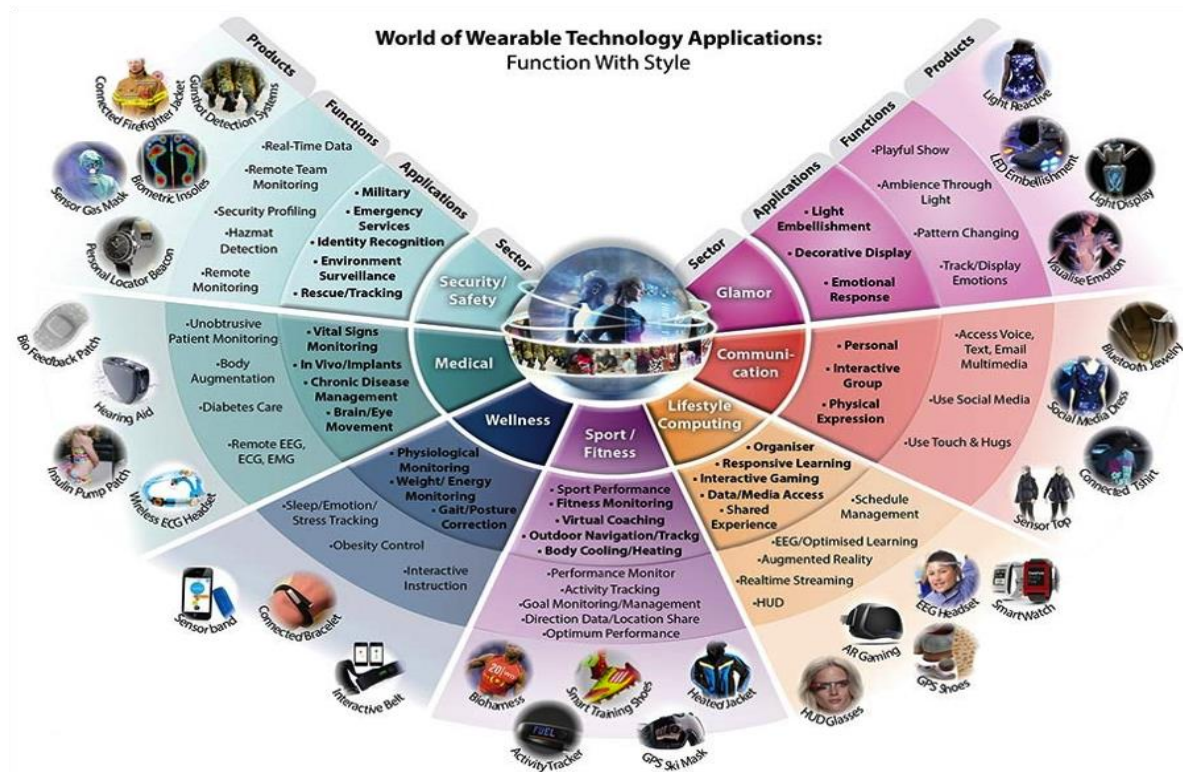 World of Wearable Technology Applications:
Function With Style
Products
Functions
Applications
Sector
Security/
Safety
• Military
• Emergency
Services
• Identity Recognition
• Environment
Surveillance
• Rescue/Tracking
•Real-Time Data
•Remote Team
Monitoring
•Security Profiling
•Hazmat
Detection
•Remote
Monitoring
Connected Firefighter Jacket
Gunshot Detection Systems
Sensor Gas Mask
Biometric Insoles
Personal Locator Beacon
Medical
• Vital Signs
Monitoring
• In Vivo/Implants
• Chronic Disease
Management
• Brain/Eye
Movement
•Unobtrusive
Patient Monitoring
•Body
Augmentation
•Diabetes Care
•Remote EEG,
ECG, EMG
Bio Feedback Patch
Hearing Aid
Insulin Pump Patch
Wireless ECG Headset
Wellness
• Physiological
Monitoring
• Weight/ Energy
Monitoring
• Gait/Posture
Correction
•Sleep/Emotion/
Stress Tracking
•Obesity Control
•Interactive
Instruction
Sensor band
Connected Bracelet
Interactive Belt
Sport /
Fitness
• Sport Performance
• Fitness Monitoring
• Virtual Coaching
• Outdoor Navigation/Trackg
• Body Cooling/Heating
•Performance Monitor
•Activity Tracking
•Goal Monitoring/Management
•Direction Data/Location Share
•Optimum Performance
Bioharness
Smart Training Shoes
Heated Jacket
FUEL
Activity Tracker
GPS Ski Mask
Lifestyle
Computing
• Organiser
• Responsive Learning
• Interactive Gaming
• Data/Media Access
• Shared
Experience
•Schedule
Management
•EEG/Optimised Learning
•Augmented Reality
•Realtime Streaming
•HUD
EEG Headset
SmartWatch
AR Gaming
GPS Shoes
HUD Glasses
Communi-
cation
• Personal
• Interactive
Group
• Physical
Expression
•Access Voice,
Text, Email
Multimedia
•Use Social Media
•Use Touch & Hugs
Bluetooth Jewelry
Social Media Dress
Connected Tshirt
Sensor Top
Glamor
Sector
Applications
Functions
Products
• Light
Embellishment
• Decorative Display
• Emotional
Response
•Playful Show
•Ambience Through
Light
•Pattern Changing
•Track/Display
Emotions
Light Reactive
LED Embellishment
Light Display
Visualise Emotion